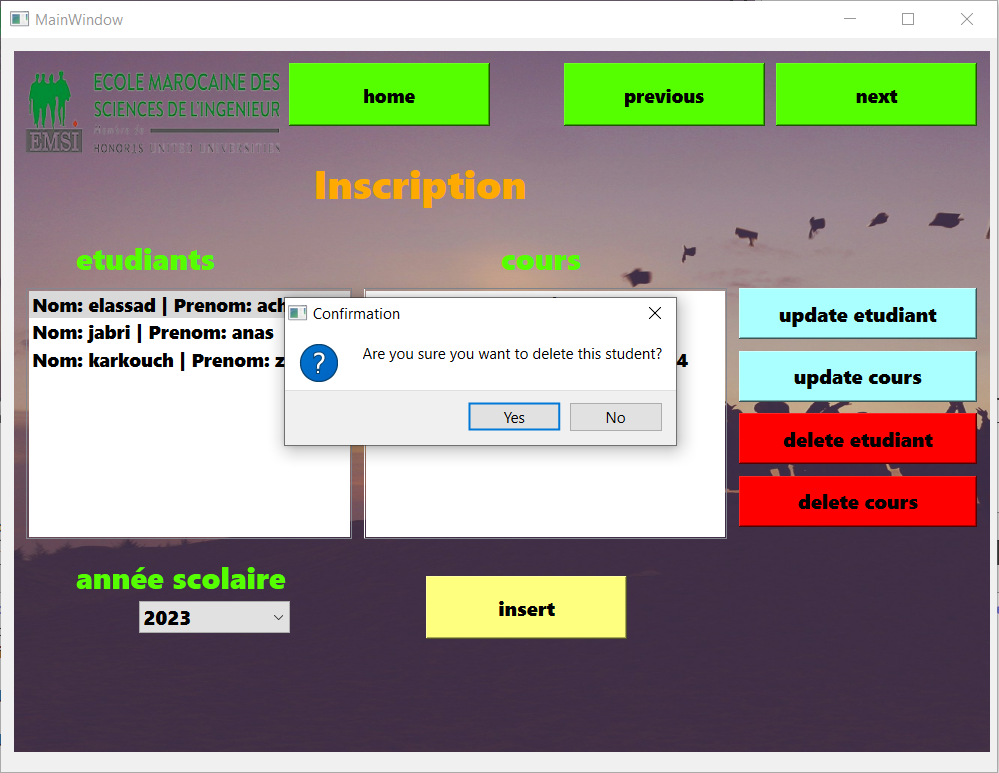 MainWindow
ECOLE MAROCAINE DES
SCIENCES DE L'INGENIEUR
EMSI
Membre de
HONORIS UNITED UNIVERSITIES
home
previous
next
Inscription
etudiants
cours
Nom: elassad | Prenom: ach
Nom: jabri | Prenom: anas
Nom: karkouch | Prenom: z
4
Confirmation
Are you sure you want to delete this student?
Yes
No
update etudiant
update cours
delete etudiant
delete cours
année scolaire
2023
insert